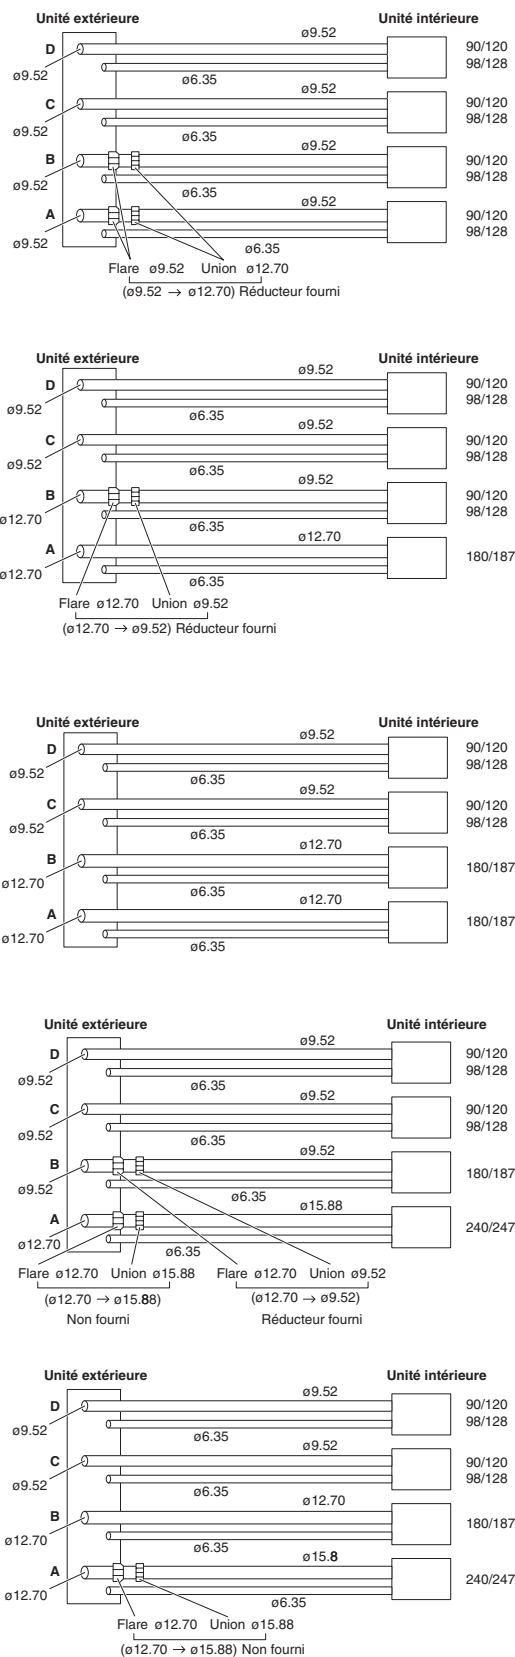 Unité extérieure Unité intérieure
ø9.52
D 90/120
ø9.52 98/128
ø6.35
ø9.52
C 90/120
ø9.52 98/128
ø6.35
ø9.52
B 90/120
ø9.52 98/128
ø6.35
ø9.52
A 90/120
ø9.52 98/128
ø6.35
Flare ø9.52 Union ø12.70
(ø9.52 → ø12.70) Réducteur fourni
Unité extérieure Unité intérieure
ø9.52
D 90/120
ø9.52 98/128
ø6.35
ø9.52
C 90/120
ø9.52 98/128
ø6.35
ø9.52
B 90/120
ø12.70 98/128
ø6.35
ø12.70
A 180/187
ø12.70
ø6.35
Flare ø12.70 Union ø9.52
(ø12.70 → ø9.52) Réducteur fourni
Unité extérieure Unité intérieure
ø9.52
D 90/120
ø9.52 98/128
ø6.35
ø9.52
C 90/120
ø9.52 98/128
ø6.35
ø12.70
B 180/187
ø12.70
ø6.35
ø12.70
A 180/187
ø12.70
ø6.35
Unité extérieure Unité intérieure
ø9.52
D 90/120
ø9.52 98/128
ø6.35
ø9.52
C 90/120
ø9.52 98/128
ø6.35
ø9.52
B 180/187
ø9.52
ø6.35
ø15.88
A 240/247
ø12.70
ø6.35
Flare ø12.70 Union ø15.88 Flare ø12.70 Union ø9.52
(ø12.70 → ø15.88) (ø12.70 → ø9.52)
Non fourni Réducteur fourni
Unité extérieure Unité intérieure
ø9.52
D 90/120
ø9.52 98/128
ø6.35
ø9.52
C 90/120
ø9.52 98/128
ø6.35
ø12.70
B 180/187
ø12.70
ø6.35
ø15.8
A 240/247
ø12.70
ø6.35
Flare ø12.70 Union ø15.88
(ø12.70 → ø15.88) Non fourni